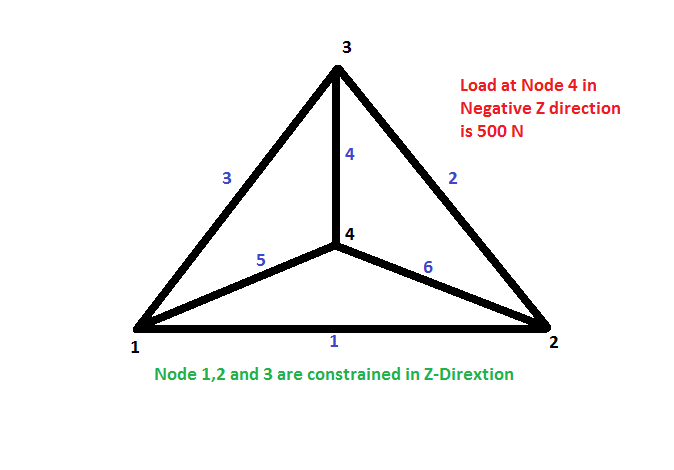 3
Load at Node 4 in
Negative Z direction
is 500 N
4
3
2
4
5
6
1
1
2
Node 1,2 and 3 are constrained in Z-Dirextion